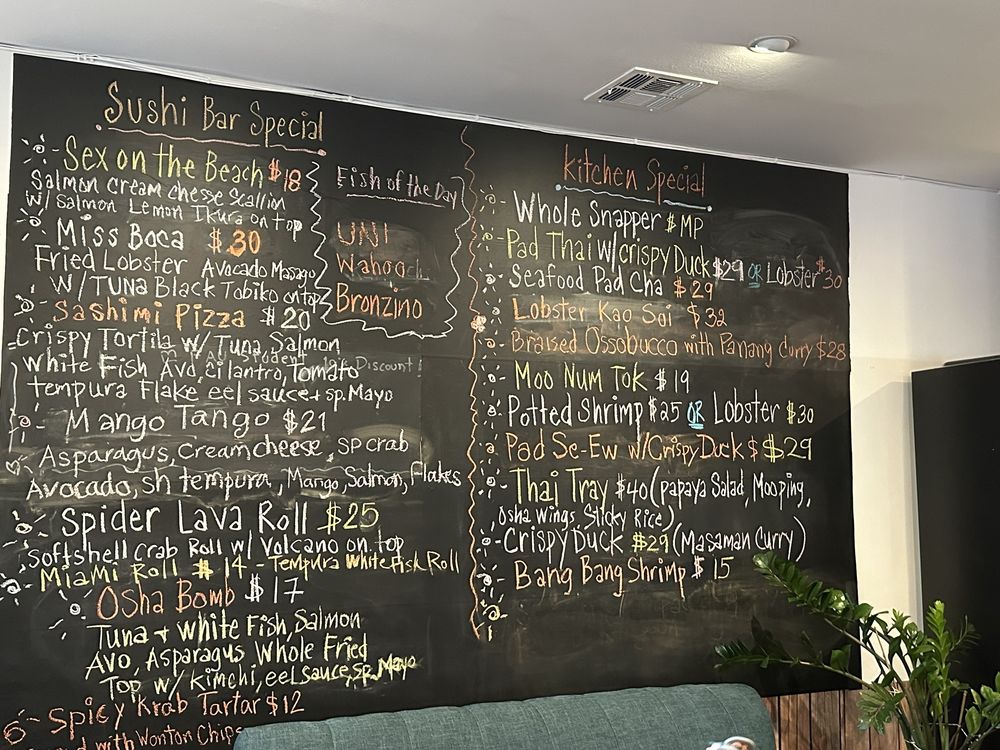 Sushi Bar Special
Sex on the Beach $18
Salmon Cream cheese Scallion
w/ Salmon Lemon Ikura on top
Miss Boca $30
Fried Lobster Avocado Masago
W/TUNA Black Tobiko on top
Sashimi Pizza $20
Crispy Tortila w/ Tuna, Salmon
White Fish Avo, cilantro, Tomato
tempura Flake eel sauce + sp. Mayo
Mango Tango $21
Asparagus, Creamcheese, sp crab
Avocado, sh tempura, Mango, Salmon, Flakes
Spider Lava Roll $25
Softshell Crab Roll w/ Volcano on top
Miami Roll $14 - Tempura White Fish Roll
Osha Bomb $17
Tuna + White Fish, Salmon
Avo, Asparagus Whole Fried
Top w/ Kimchi, eel sauce, sp. Mayo
Spicy Krab Tartar $12
with Wonton Chips
Fish of the Day
UNI
Wahoo
Bronzino
Discount!
Kitchen Special
- Whole Snapper $MP
- Pad Thai w/crispy Duck $29 OR Lobster $30
- Seafood Pad Cha $29
- Lobster Kao Soi $32
- Braised Ossobucco with Panang Curry $28
- Moo Num Tok $19
- Potted Shrimp $25 OR Lobster $30
- Pad Se-Ew w/Crispy Duck $ $29
- Thai Tray $40 (papaya Salad, Mooping,
Osha Wings, Sticky Rice)
- Crispy Duck $29 (Masaman Curry)
- Bang Bang Shrimp $15